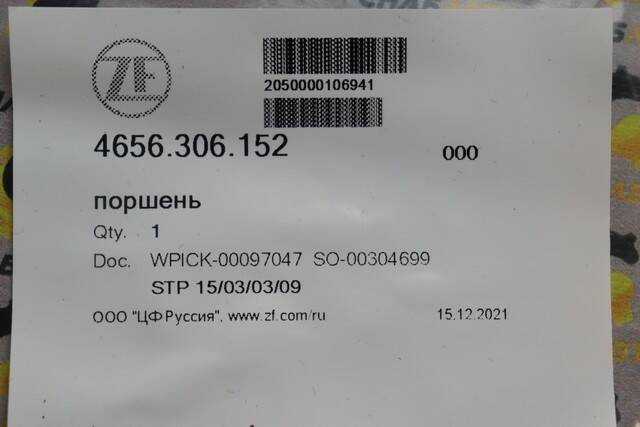 ZF
2050000106941
4656.306.152 000
поршень
Qty. 1
Doc. WPICK-00097047 SO-00304699
STP 15/03/03/09
ООО "ЦФ Руссия", www.zf.com/ru 15.12.2021